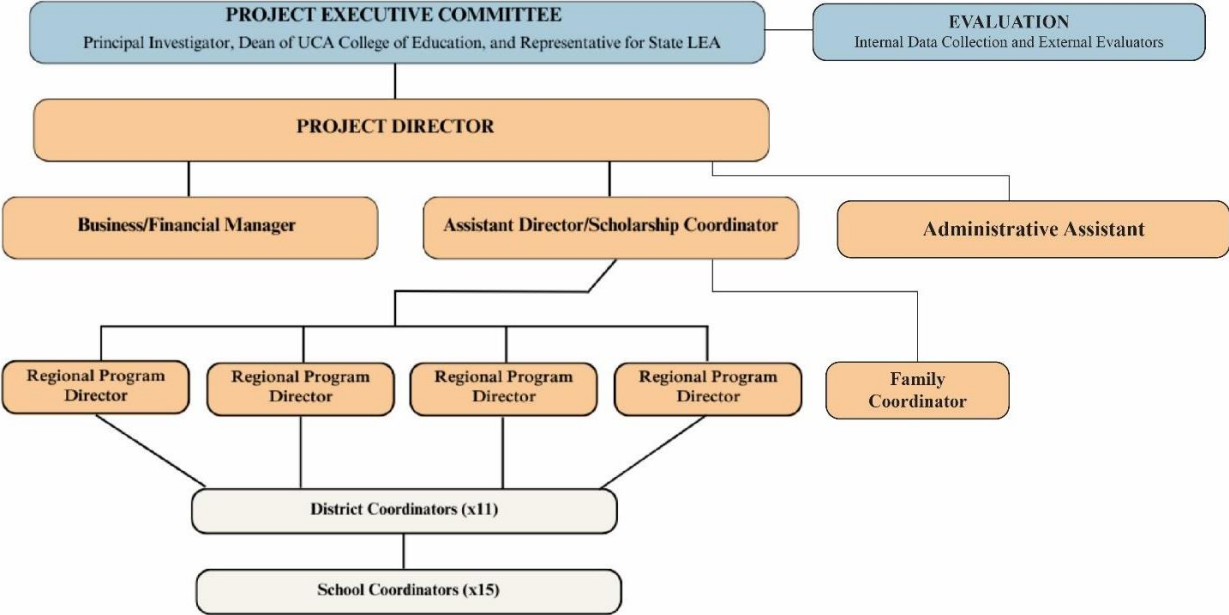 PROJECT EXECUTIVE COMMITTEE
Principal Investigator, Dean of UCA College of Education, and Representative for State LEA
EVALUATION
Internal Data Collection and External Evaluators
PROJECT DIRECTOR
Business/Financial Manager
Assistant Director/Scholarship Coordinator
Administrative Assistant
Regional Program
Director
Regional Program
Director
Regional Program
Director
Regional Program
Director
Family
Coordinator
District Coordinators (x11)
School Coordinators (x15)